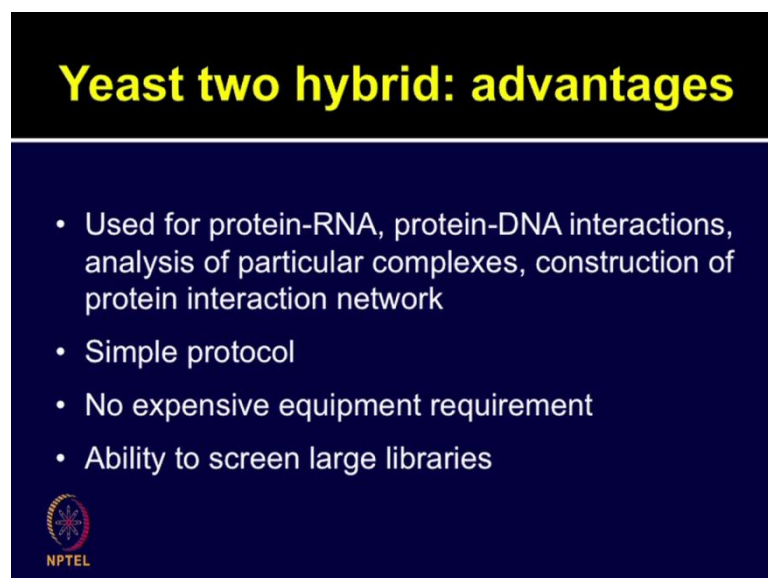 Yeast two hybrid: advantages
• Used for protein-RNA, protein-DNA interactions,
analysis of particular complexes, construction of
protein interaction network
• Simple protocol
• No expensive equipment requirement
• Ability to screen large libraries
NPTEL